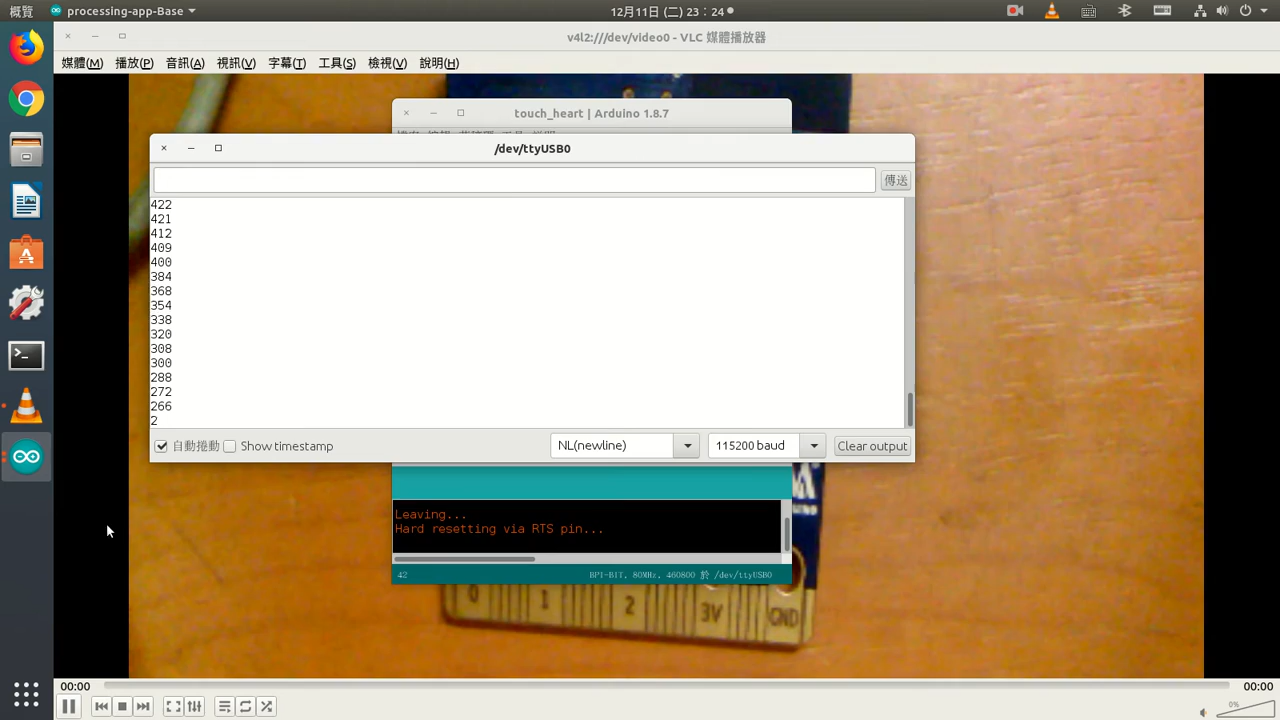 概覽 processing-app-Base 12月11日 (二) 23：24
v4l2:///dev/video0 - VLC 媒體播放器
媒體(M) 播放(P) 音訊(A) 視訊(V) 字幕(T) 工具(S) 檢視(V) 說明(H)
touch_heart | Arduino 1.8.7
/dev/ttyUSB0
傳送
422
421
412
409
400
384
368
354
338
320
308
300
288
272
266
2
自動捲動 Show timestamp NL(newline) 115200 baud Clear output
Leaving...
Hard resetting via RTS pin...
42 BPI-BIT, 80MHz, 460800 於 /dev/ttyUSB0
0 1 2 3V GND
00:00 00:00
0%